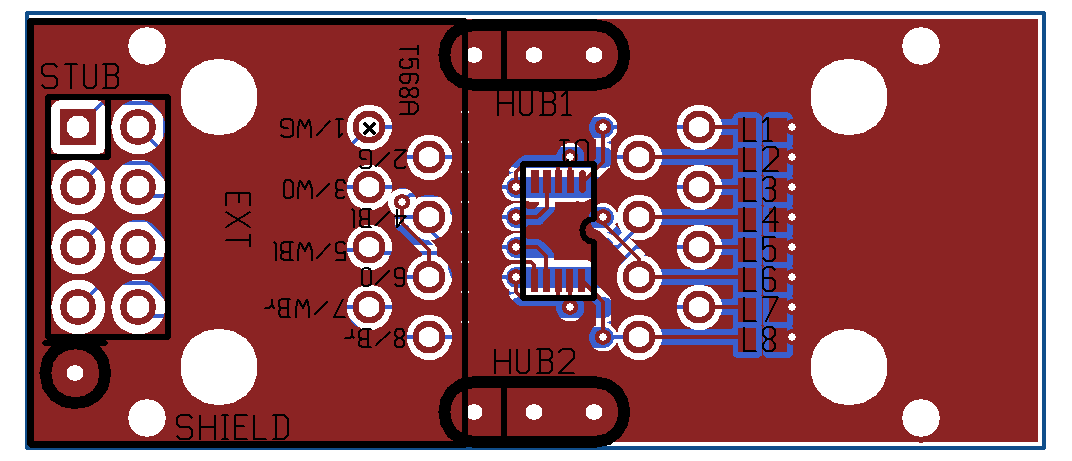 STUB
T568A
HUB1
1/WG
2/G
3/WO
4/Bl
5/WBl
6/O
7/WBr
8/Br
EXT
U1
L1
L2
L3
L4
L5
L6
L7
L8
HUB2
SHIELD